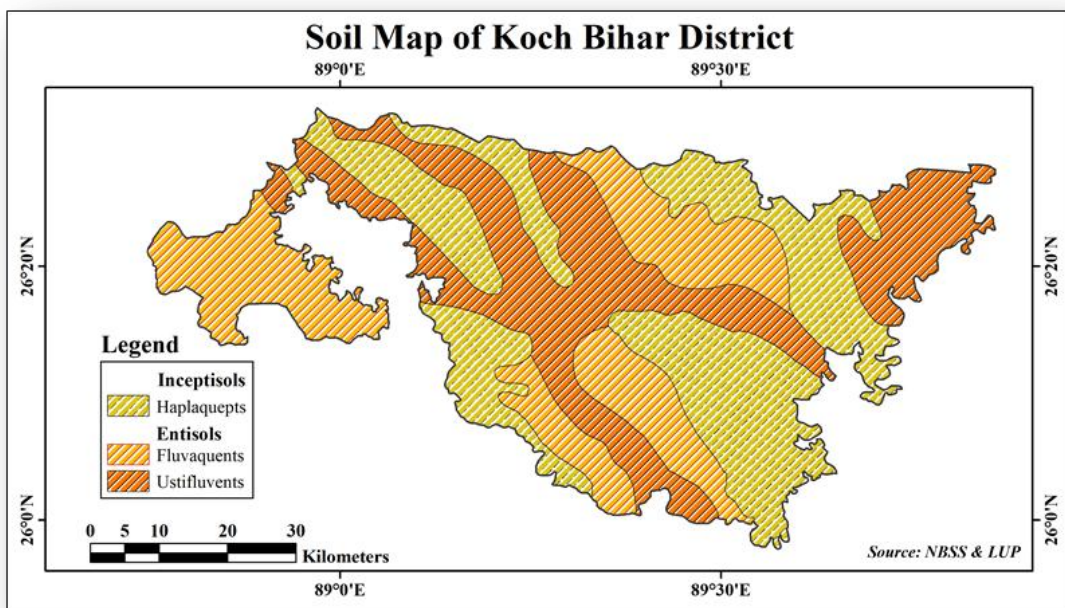 Soil Map of Koch Bihar District
89°0'E 89°30'E
26°20'N 26°20'N
Legend
Inceptisols
Haplaquepts
Entisols
Fluvaquents
Ustifluvents
26°0'N 26°0'N
0 5 10 20 30
Kilometers
Source: NBSS & LUP
89°0'E 89°30'E